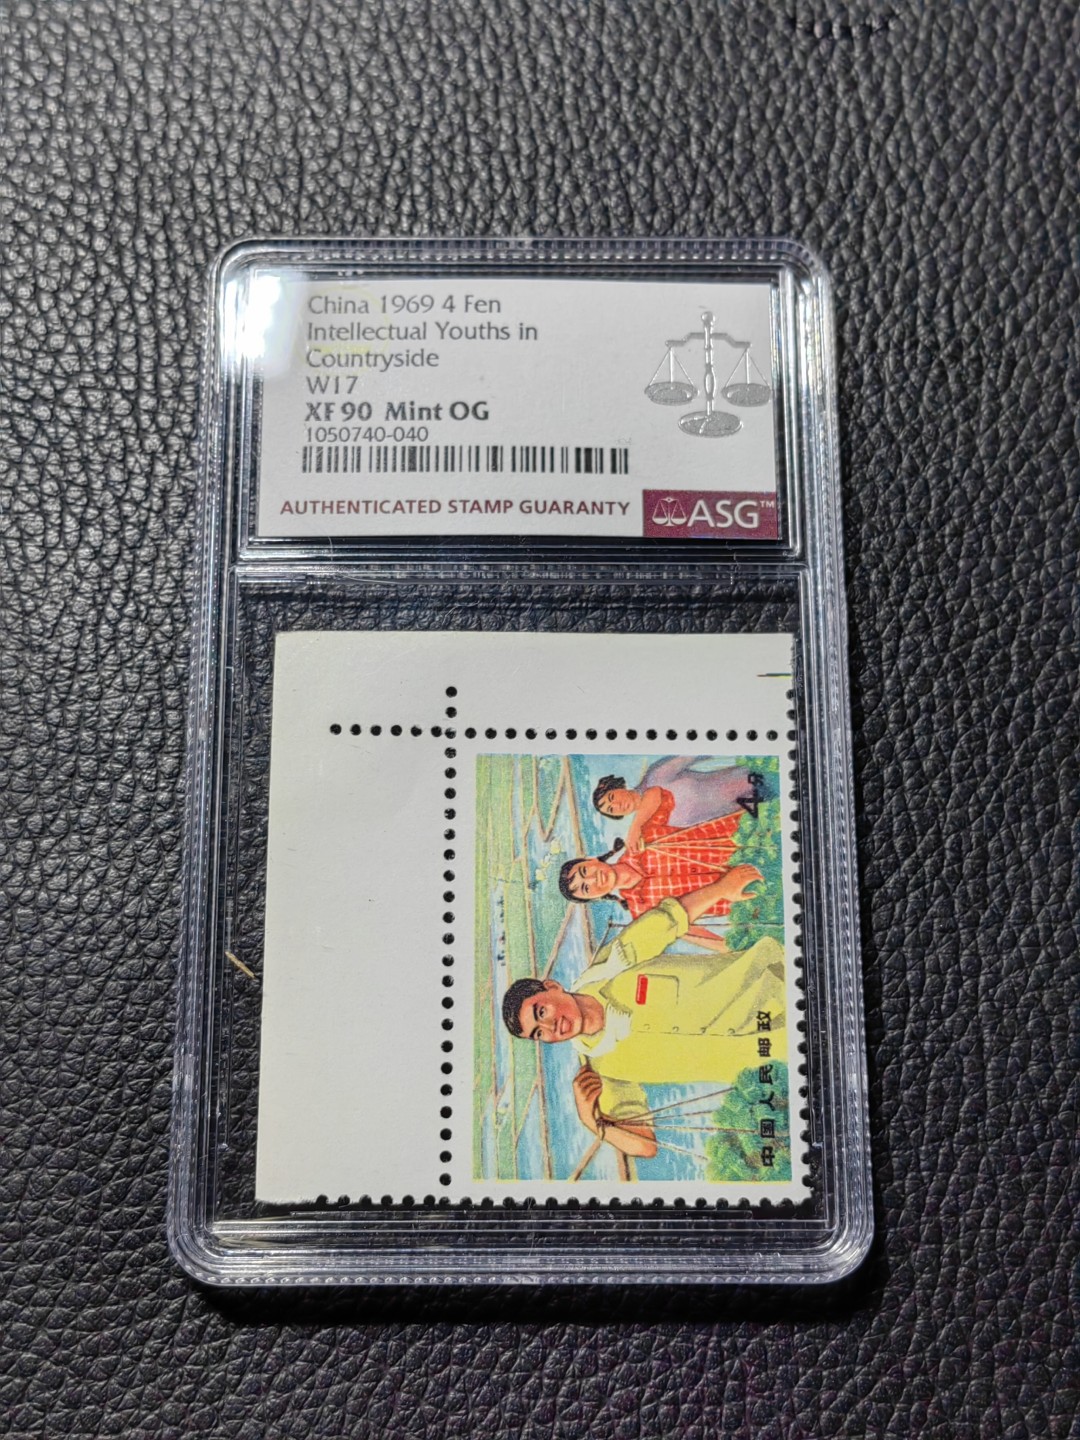 China 1969 4 Fen
Intellectual Youths in
Countryside
W17
XF 90 Mint OG
1050740-040
AUTHENTICATED STAMP GUARANTY
ASG™
4分
中国人民邮政